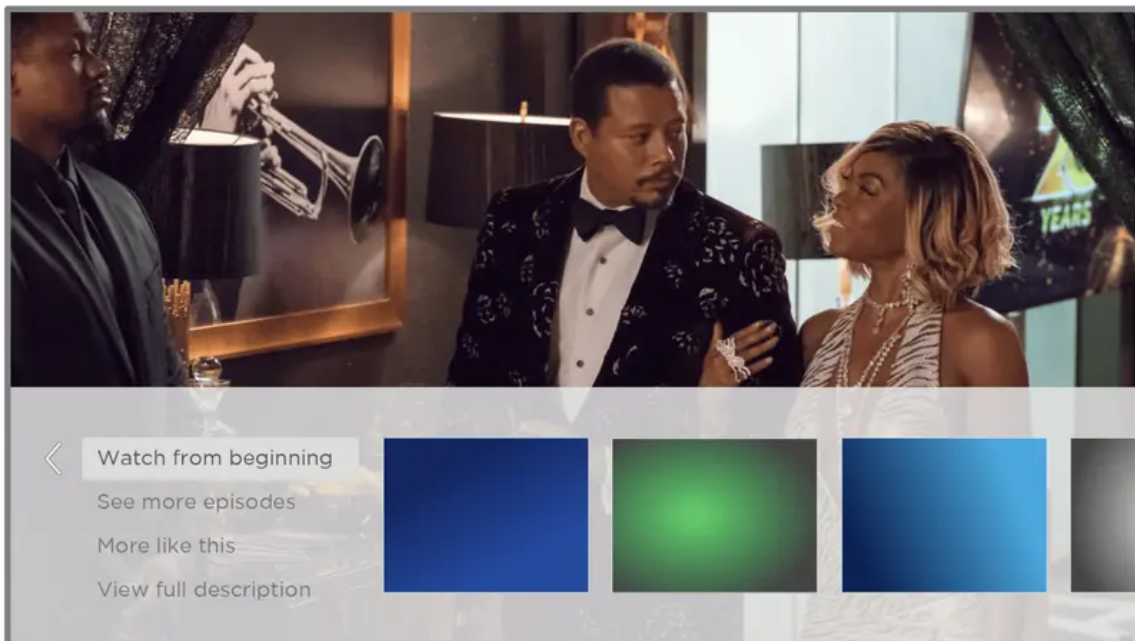 YEARS
Watch from beginning
See more episodes
More like this
View full description